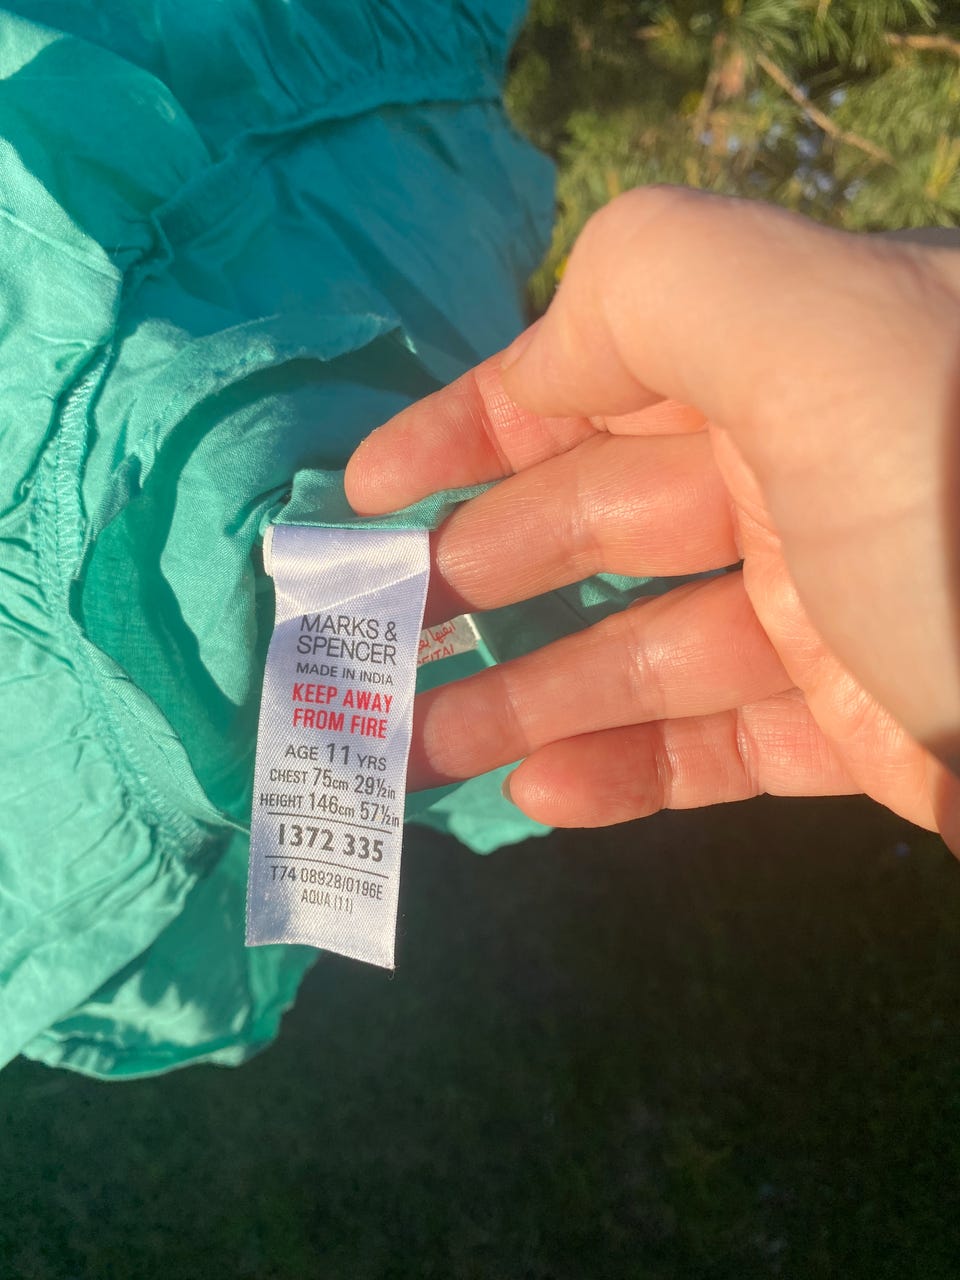 MARKS &
SPENCER
MADE IN INDIA
KEEP AWAY
FROM FIRE
AGE 11 YRS
CHEST 75cm 29½in
HEIGHT 146cm 57½in
1372 335
T74 08928/0196E
AQUA (11)